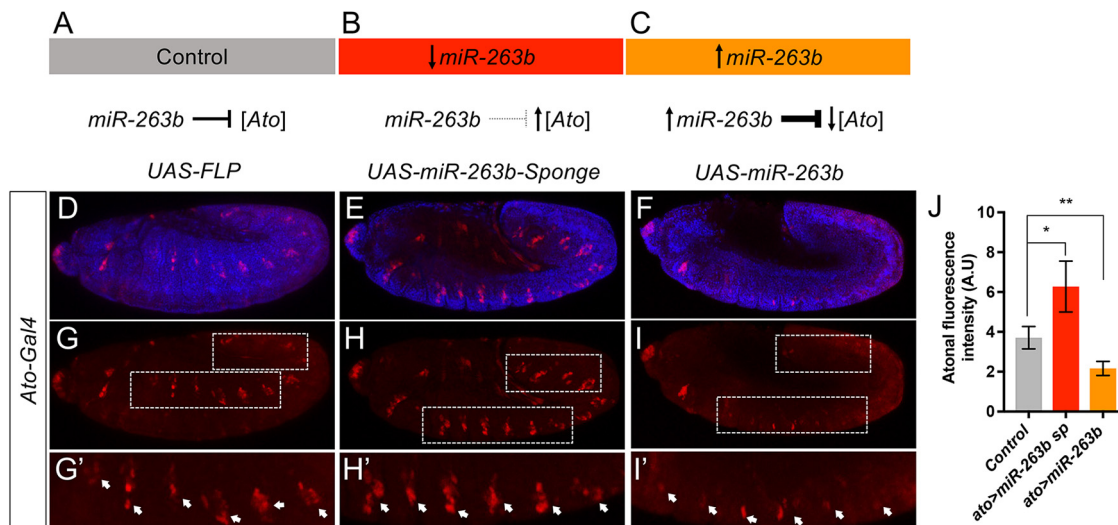 A
B
C
Control
↓miR-263b
↑miR-263b
miR-263b [Ato]
miR-263b ↑[Ato]
↑miR-263b ↓[Ato]
UAS-FLP
UAS-miR-263b-Sponge
UAS-miR-263b
Ato-Gal4
D
E
F
G
H
I
G'
H'
I'
J
**
*
10
8
6
4
2
0
Atonal fluorescence
intensity (A.U)
Control
ato>miR-263b sp
ato>miR-263b